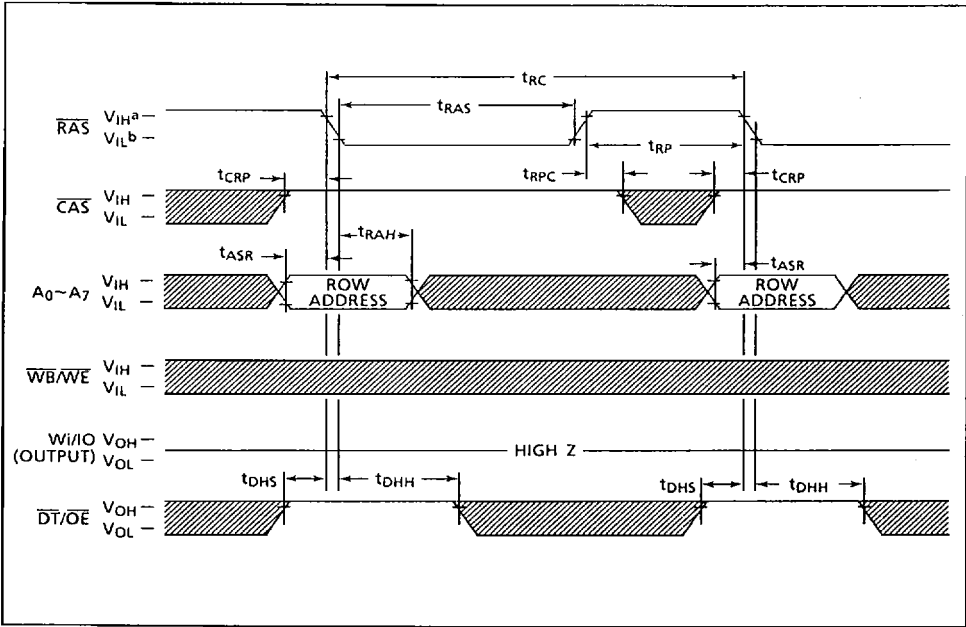 tRC
tRAS
RAS VIHa
VILb
tRP
tCRP tRPC tCRP
CAS VIH
VIL
tRAH
tASR tASR
A0~A7 VIH ROW ADDRESS ROW ADDRESS
VIL
WB/WE VIH
VIL
Wi/IO (OUTPUT) VOH
VOL HIGH Z
tDHS tDHH tDHS tDHH
DT/OE VOH
VOL